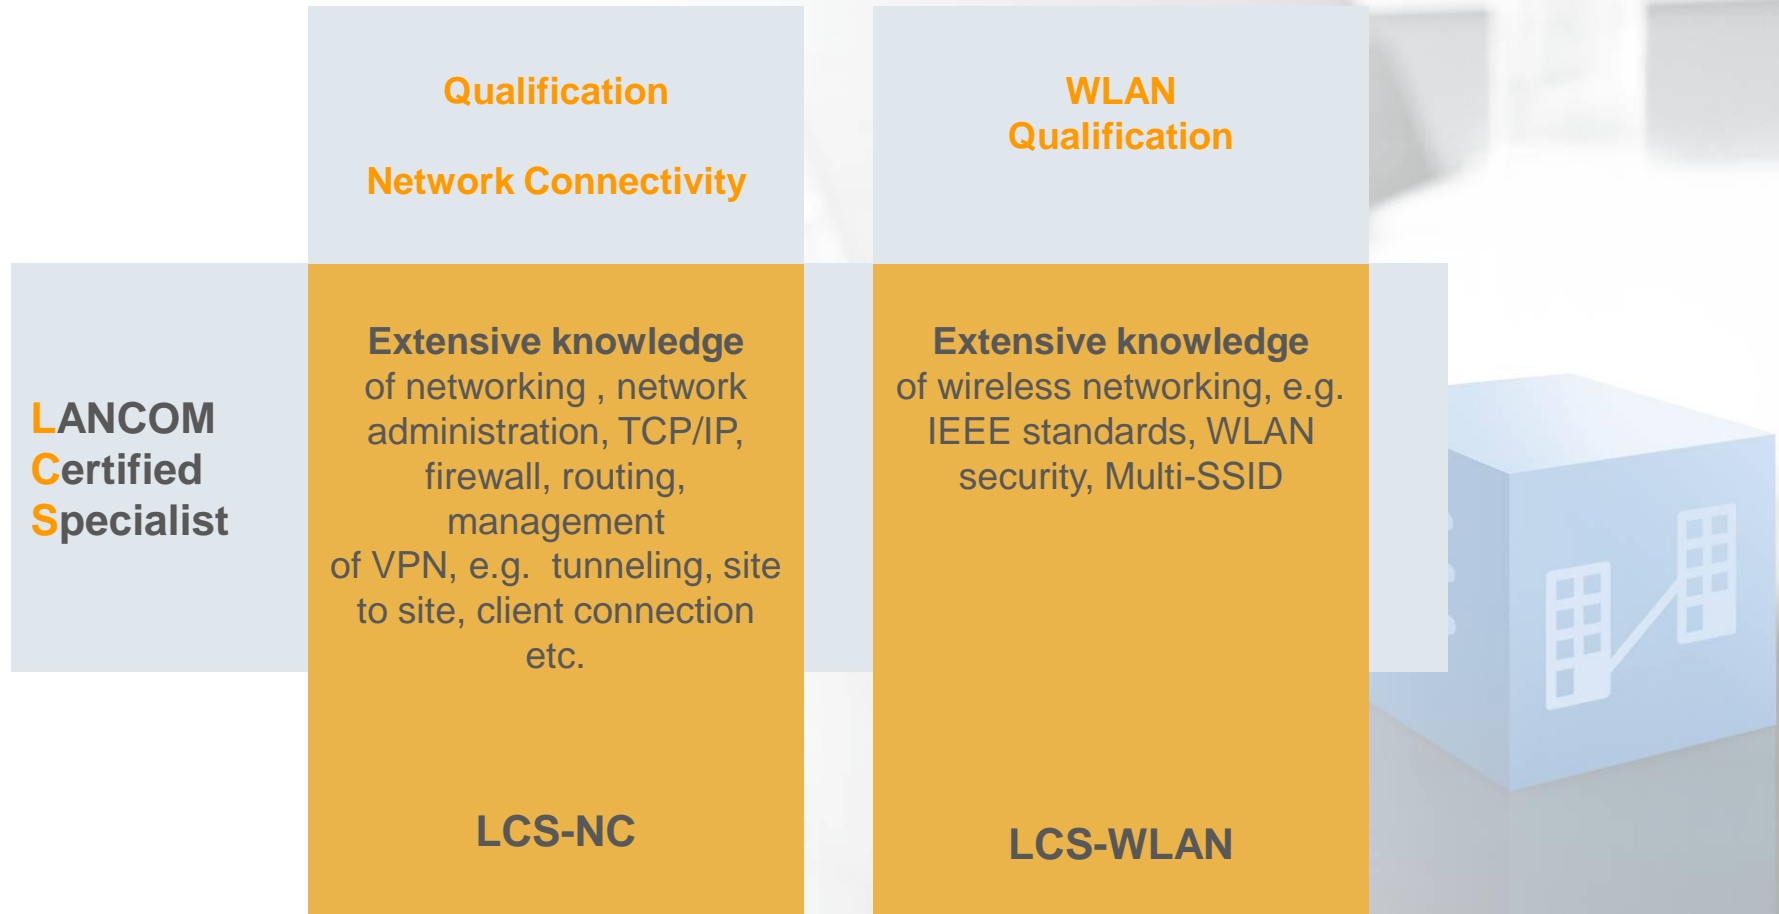 Qualification
Network Connectivity
WLAN
Qualification
LANCOM
Certified
Specialist
Extensive knowledge
of networking , network
administration, TCP/IP,
firewall, routing,
management
of VPN, e.g. tunneling, site
to site, client connection
etc.
LCS-NC
Extensive knowledge
of wireless networking, e.g.
IEEE standards, WLAN
security, Multi-SSID
LCS-WLAN